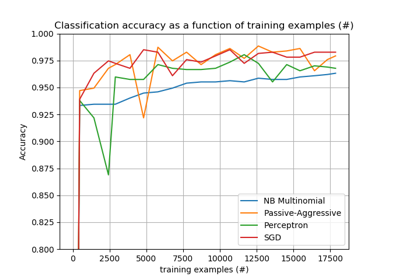 Classification accuracy as a function of training examples (#)
1.000
0.975
0.950
0.925
0.900
0.875
0.850
0.825
0.800
Accuracy
NB Multinomial
Passive-Aggressive
Perceptron
SGD
0 2500 5000 7500 10000 12500 15000 17500
training examples (#)